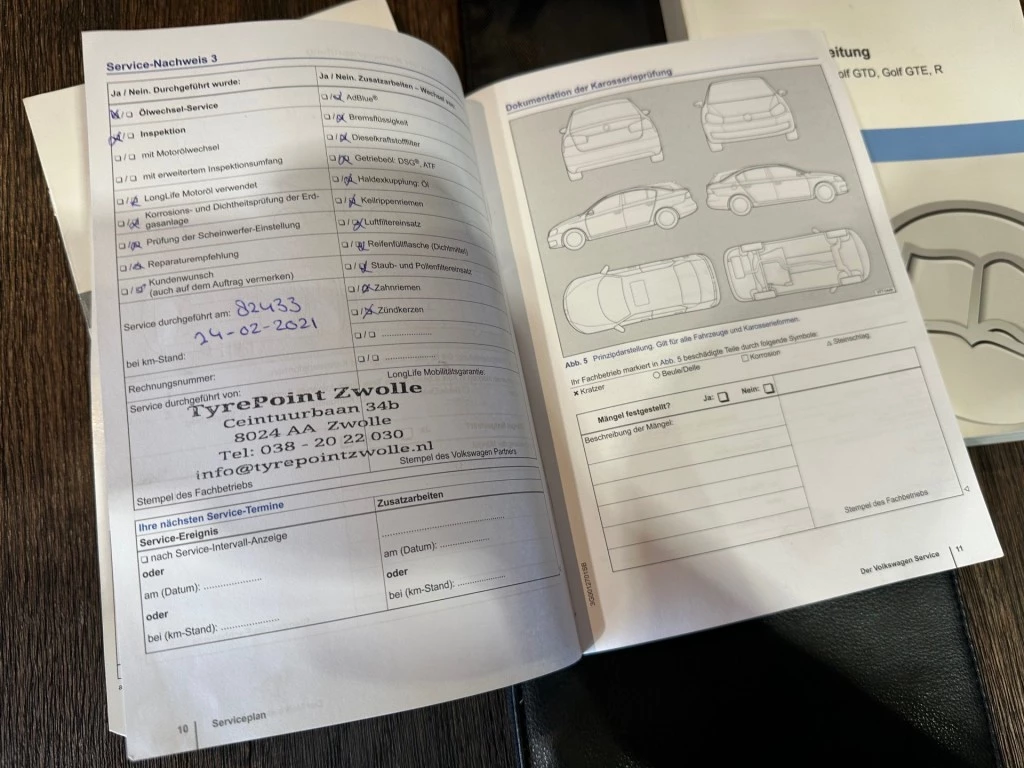 Service-Nachweis 3
Ja / Nein. Durchgeführt wurde:
❏/❏ Ölwechsel-Service
❏/❏ Inspektion
❏/❏ mit Motorölwechsel
❏/❏ mit erweitertem Inspektionsumfang
❏/❏ LongLife Motoröl verwendet
❏/❏ Korrosions- und Dichtheitsprüfung der Erd-
gasanlage
❏/❏ Prüfung der Scheinwerfer-Einstellung
❏/❏ Reparaturempfehlung
❏/❏ Kundenwunsch
(auch auf dem Auftrag vermerken)
Service durchgeführt am: 82433
24-02-2021
bei km-Stand:
Rechnungsnummer:
Service durchgeführt von:
Ja / Nein. Zusatzarbeiten – Wechsel von:
❏/❏ AdBlue®
❏/❏ Bremsflüssigkeit
❏/❏ Dieselkraftstofffilter
❏/❏ Getriebeöl: DSG®, ATF
❏/❏ Haldexkupplung: Öl
❏/❏ Keilrippenriemen
❏/❏ Luftfiltereinsatz
❏/❏ Reifenfüllflasche (Dichtmittel)
❏/❏ Staub- und Pollenfiltereinsatz
❏/❏ Zahnriemen
❏/❏ Zündkerzen
❏/❏ ....................
❏/❏ ....................
LongLife Mobilitätsgarantie:
TyrePoint Zwolle
Ceintuurbaan 34b
8024 AA Zwolle
Tel: 038 - 20 22 030
info@tyrepointzwolle.nl
Stempel des Fachbetriebs
Stempel des Volkswagen Partners
Ihre nächsten Service-Termine
Service-Ereignis
❏ nach Service-Intervall-Anzeige
oder
am (Datum): ....................
oder
bei (km-Stand): ....................
Zusatzarbeiten
..............................
am (Datum): ................
oder
bei (km-Stand): ................
10 | Serviceplan
Dokumentation der Karosserieprüfung
Abb. 5 Prinzipdarstellung. Gilt für alle Fahrzeuge und Karosserieformen.
Ihr Fachbetrieb markiert in Abb. 5 beschädigte Teile durch folgende Symbole:
× Kratzer ○ Beule/Delle ❏ Korrosion △ Steinschlag.
Mängel festgestellt? Ja: ❏ Nein: ❏
Beschreibung der Mängel:
Stempel des Fachbetriebs
3G0012701SB
Der Volkswagen Service | 11
eitung
olf GTD, Golf GTE, R